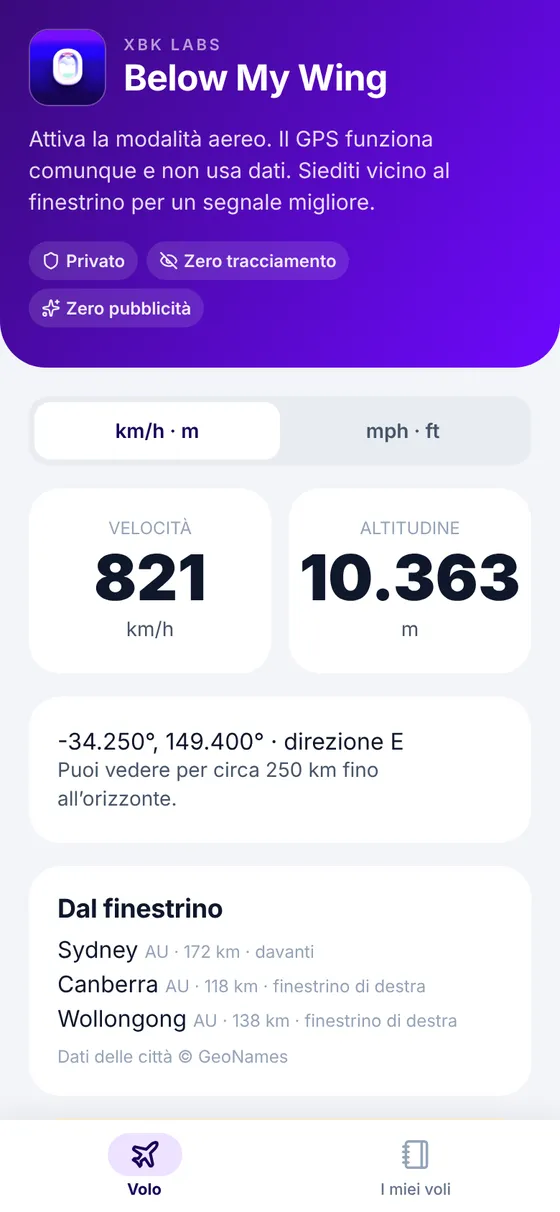 XBK LABS
Below My Wing
Attiva la modalità aereo. Il GPS funziona
comunque e non usa dati. Siediti vicino al
finestrino per un segnale migliore.
Privato
Zero tracciamento
Zero pubblicità
km/h · m
mph · ft
VELOCITÀ
821
km/h
ALTITUDINE
10.363
m
-34.250°, 149.400° · direzione E
Puoi vedere per circa 250 km fino
all’orizzonte.
Dal finestrino
Sydney AU · 172 km · davanti
Canberra AU · 118 km · finestrino di destra
Wollongong AU · 138 km · finestrino di destra
Dati delle città © GeoNames
Volo
I miei voli